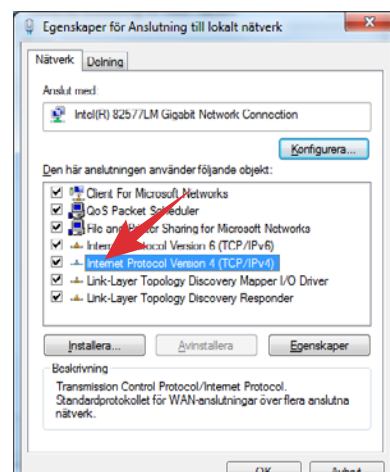 Egenskaper för Anslutning till lokalt nätverk
Nätverk Delning
Anslut med:
Intel(R) 82577LM Gigabit Network Connection
Konfigurera...
Den här anslutningen använder följande objekt:
Client For Microsoft Networks
QoS Packet Scheduler
File and Printer Sharing for Microsoft Networks
Internet Protocol Version 6 (TCP/IPv6)
Internet Protocol Version 4 (TCP/IPv4)
Link-Layer Topology Discovery Mapper I/O Driver
Link-Layer Topology Discovery Responder
Installera... Avinstallera Egenskaper
Beskrivning
Transmission Control Protocol/Internet Protocol.
Standardprotokollet för WAN-anslutningar över flera anslutna
nätverk.
OK Avbryt